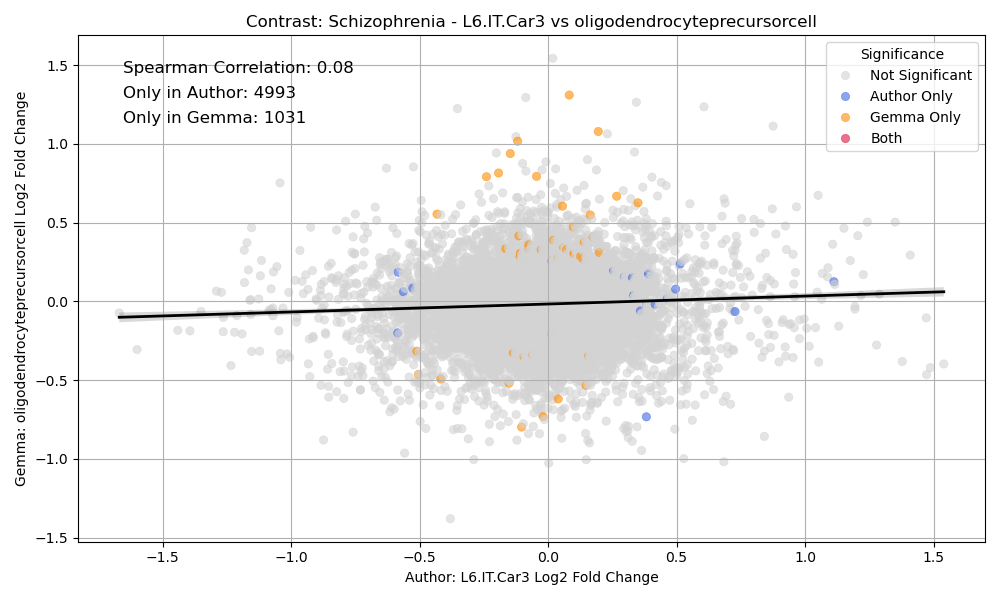 Contrast: Schizophrenia - L6.IT.Car3 vs oligodendrocyteprecursorcell
Spearman Correlation: 0.08
Only in Author: 4993
Only in Gemma: 1031
Significance
Not Significant
Author Only
Gemma Only
Both
Gemma: oligodendrocyteprecursorcell Log2 Fold Change
1.5
1.0
0.5
0.0
−0.5
−1.0
−1.5
−1.5
−1.0
−0.5
0.0
0.5
1.0
1.5
Author: L6.IT.Car3 Log2 Fold Change